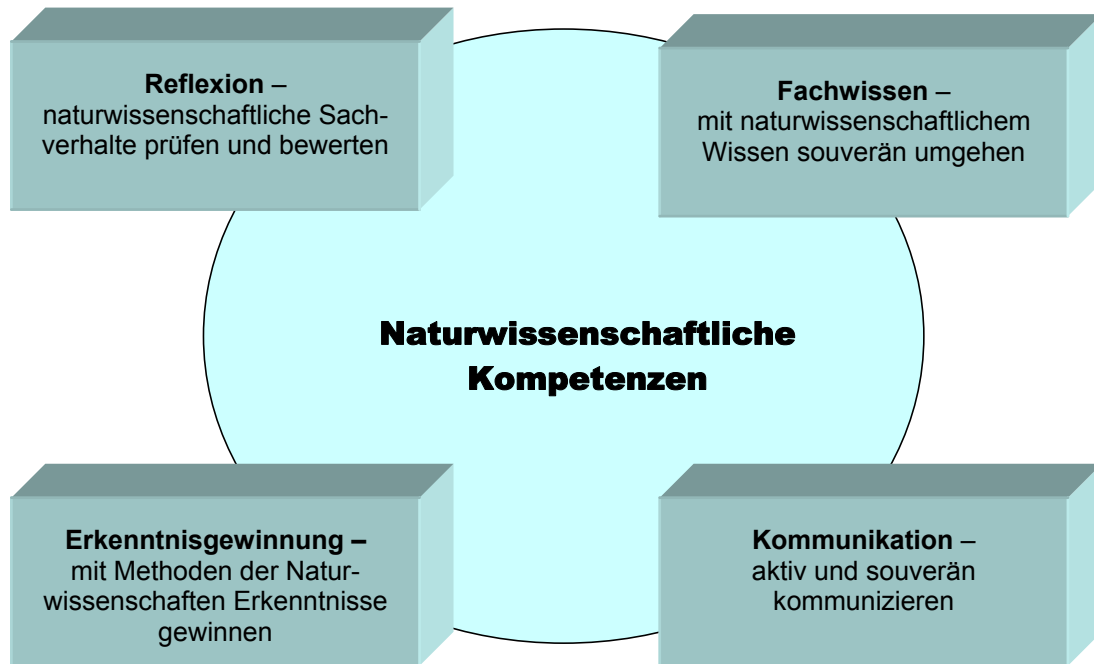 Reflexion –
naturwissenschaftliche Sach-
verhalte prüfen und bewerten
Fachwissen –
mit naturwissenschaftlichem
Wissen souverän umgehen
Naturwissenschaftliche
Kompetenzen
Erkenntnisgewinnung –
mit Methoden der Natur-
wissenschaften Erkenntnisse
gewinnen
Kommunikation –
aktiv und souverän
kommunizieren